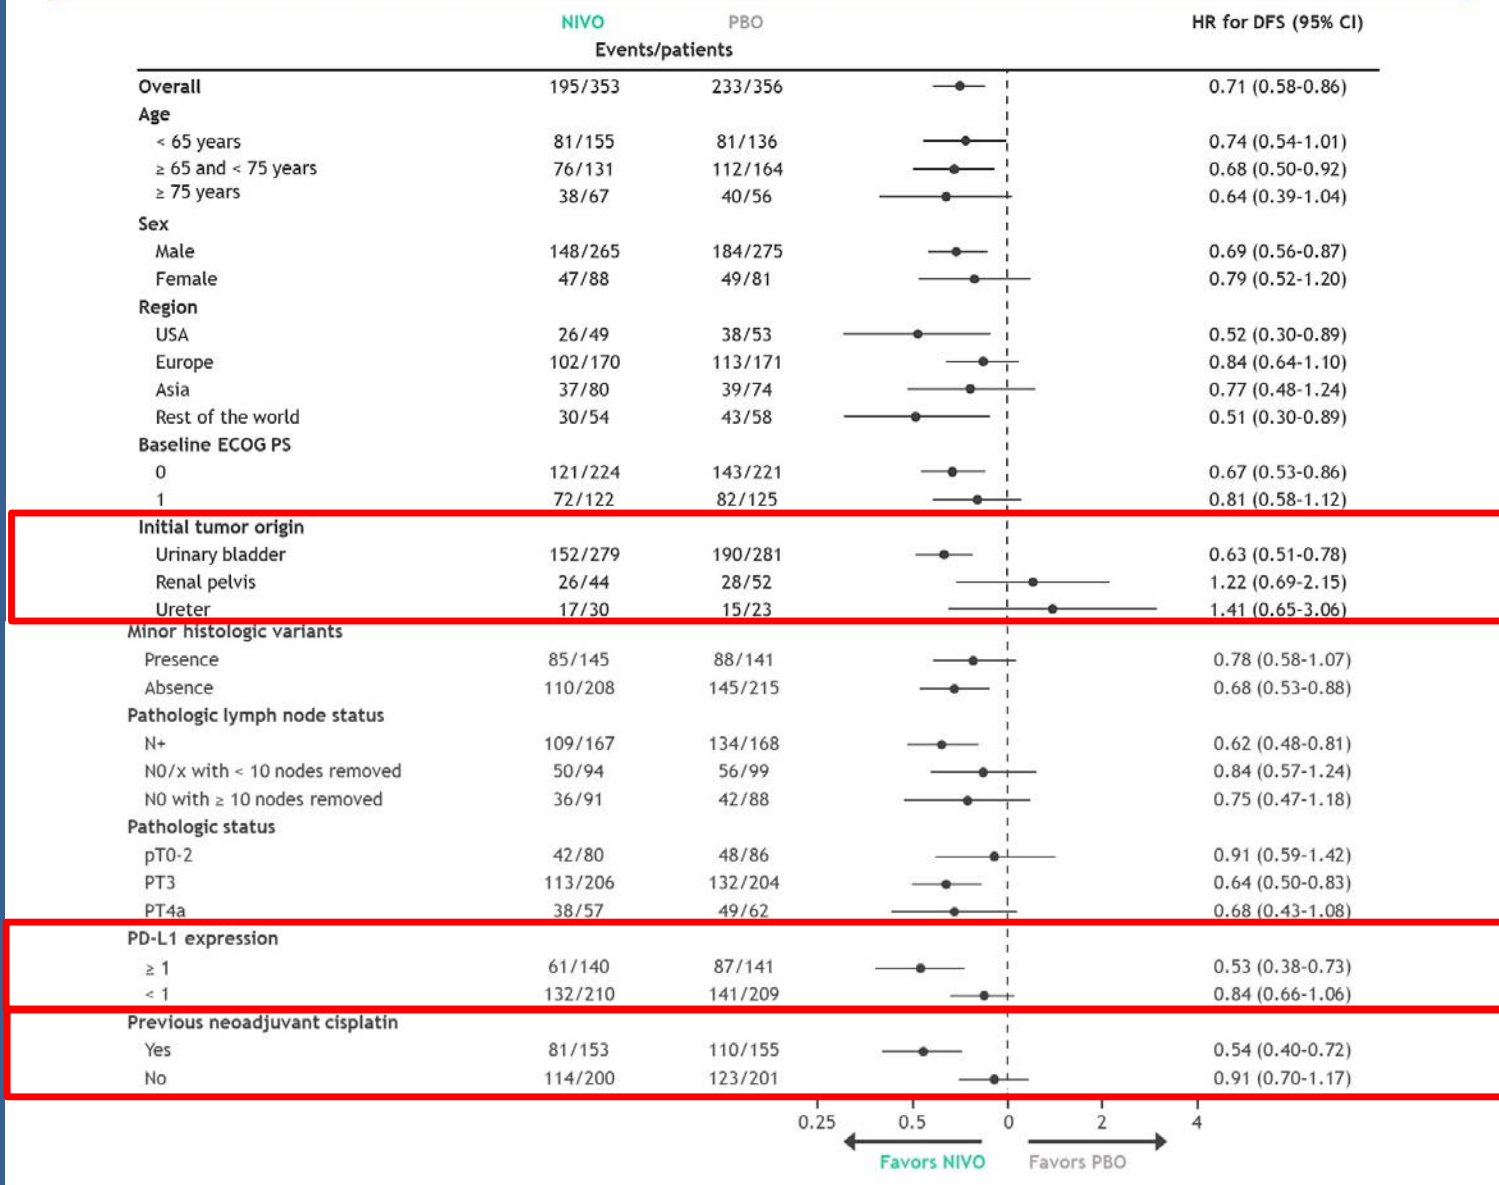 NIVO PBO HR for DFS (95% CI)
Events/patients
Overall 195/353 233/356 0.71 (0.58-0.86)
Age
< 65 years 81/155 81/136 0.74 (0.54-1.01)
≥ 65 and < 75 years 76/131 112/164 0.68 (0.50-0.92)
≥ 75 years 38/67 40/56 0.64 (0.39-1.04)
Sex
Male 148/265 184/275 0.69 (0.56-0.87)
Female 47/88 49/81 0.79 (0.52-1.20)
Region
USA 26/49 38/53 0.52 (0.30-0.89)
Europe 102/170 113/171 0.84 (0.64-1.10)
Asia 37/80 39/74 0.77 (0.48-1.24)
Rest of the world 30/54 43/58 0.51 (0.30-0.89)
Baseline ECOG PS
0 121/224 143/221 0.67 (0.53-0.86)
1 72/122 82/125 0.81 (0.58-1.12)
Initial tumor origin
Urinary bladder 152/279 190/281 0.63 (0.51-0.78)
Renal pelvis 26/44 28/52 1.22 (0.69-2.15)
Ureter 17/30 15/23 1.41 (0.65-3.06)
Minor histologic variants
Presence 85/145 88/141 0.78 (0.58-1.07)
Absence 110/208 145/215 0.68 (0.53-0.88)
Pathologic lymph node status
N+ 109/167 134/168 0.62 (0.48-0.81)
N0/x with < 10 nodes removed 50/94 56/99 0.84 (0.57-1.24)
N0 with ≥ 10 nodes removed 36/91 42/88 0.75 (0.47-1.18)
Pathologic status
pT0-2 42/80 48/86 0.91 (0.59-1.42)
PT3 113/206 132/204 0.64 (0.50-0.83)
PT4a 38/57 49/62 0.68 (0.43-1.08)
PD-L1 expression
≥ 1 61/140 87/141 0.53 (0.38-0.73)
< 1 132/210 141/209 0.84 (0.66-1.06)
Previous neoadjuvant cisplatin
Yes 81/153 110/155 0.54 (0.40-0.72)
No 114/200 123/201 0.91 (0.70-1.17)
0.25 0.5 0 2 4
Favors NIVO Favors PBO